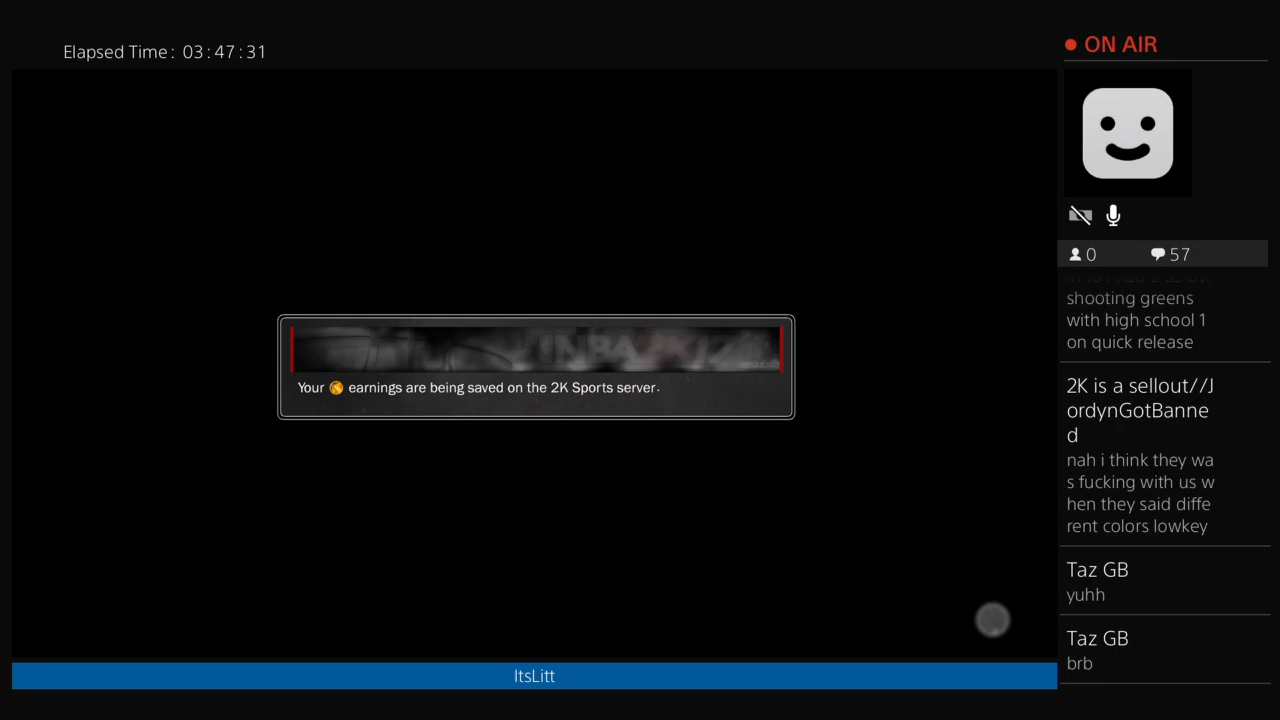 Elapsed Time: 03:47:31
ON AIR
0 57
shooting greens
with high school 1
on quick release
2K is a sellout//J
ordynGotBanne
d
nah i think they wa
s fucking with us w
hen they said diffe
rent colors lowkey
Taz GB
yuhh
Taz GB
brb
NBA 2K17
Your earnings are being saved on the 2K Sports server.
ItsLitt